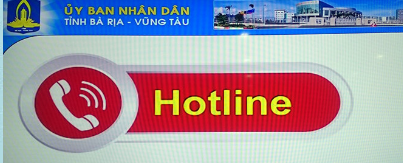 ỦY BAN NHÂN DÂN
TỈNH BÀ RỊA - VŨNG TÀU
Hotline